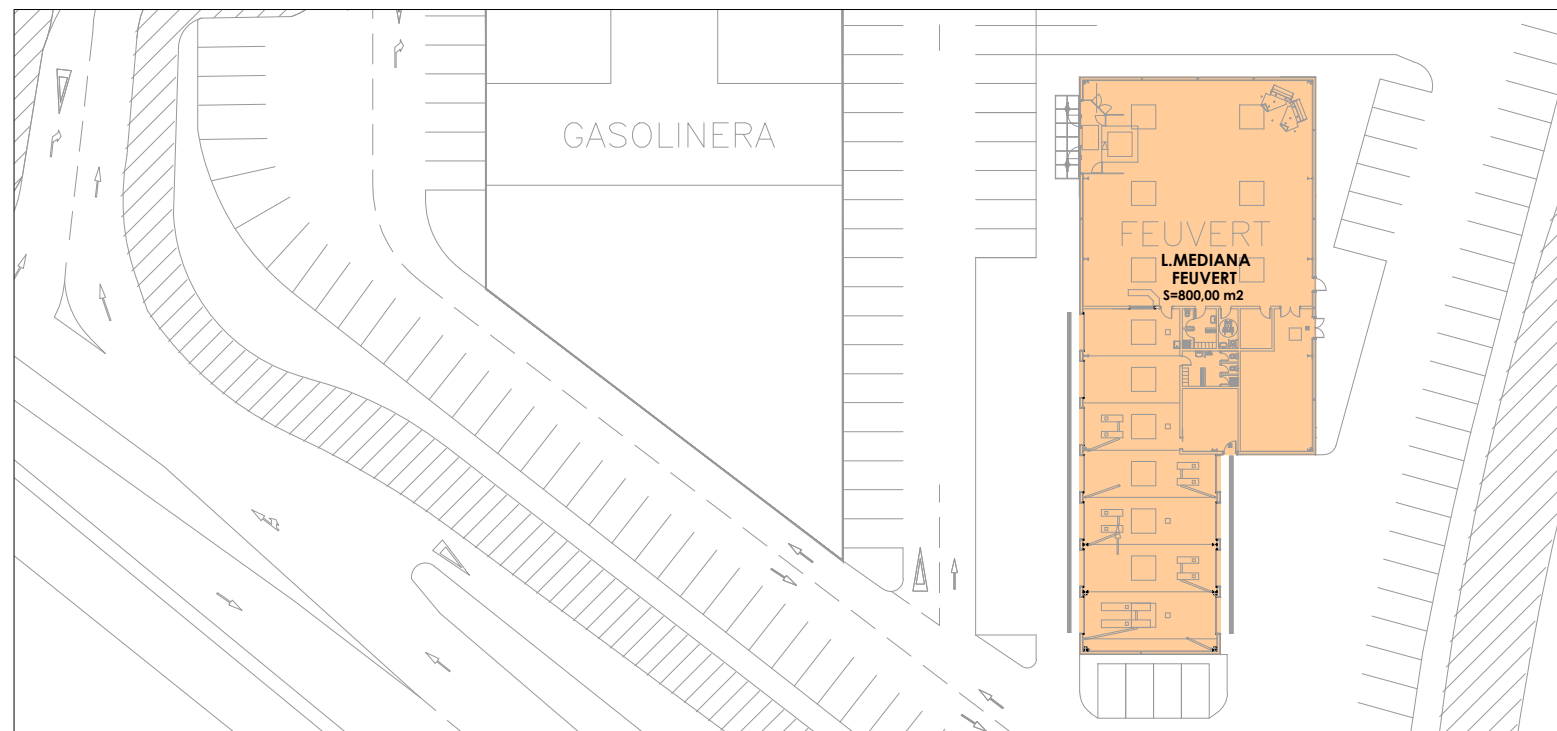 GASOLINERA
FEUVERT
L.MEDIANA
FEUVERT
S=800,00 m2